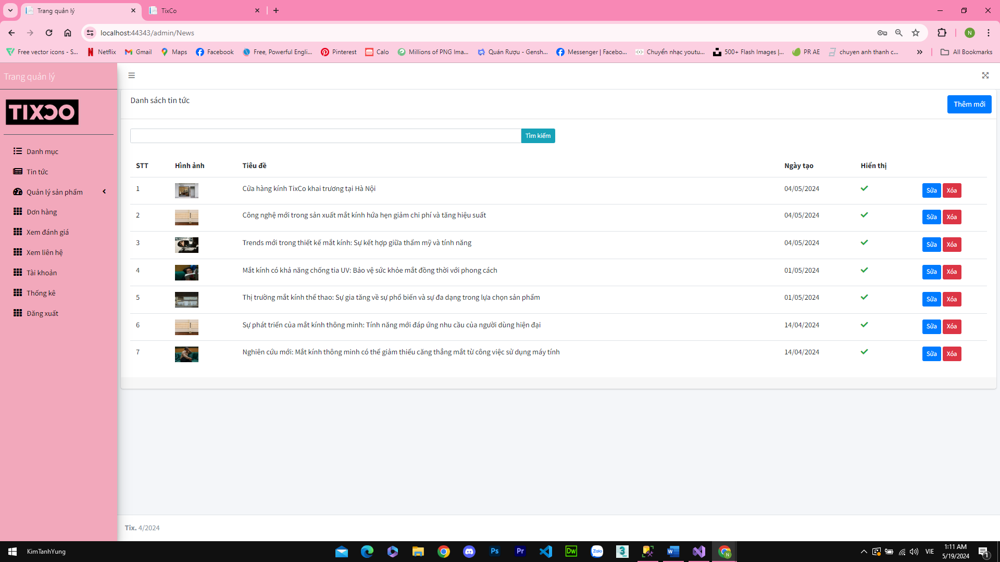 Trang quản lý
TixCo
localhost:44343/admin/News
N
Free vector icons - S...
Netflix
Gmail
Maps
Facebook
Free, Powerful Engli...
Pinterest
Calo
Millions of PNG Ima...
Quán Rượu - Gensh...
Messenger | Facebo...
Chuyển nhạc youtu...
500+ Flash Images |...
PR AE
chuyen anh thanh c...
All Bookmarks
Trang quản lý
TIXCO
Danh mục
Tin tức
Quản lý sản phẩm
Đơn hàng
Xem đánh giá
Xem liên hệ
Tài khoản
Thống kê
Đăng xuất
Danh sách tin tức
Thêm mới
Tìm kiếm
STT Hình ảnh Tiêu đề Ngày tạo Hiển thị
1 Cửa hàng kính TixCo khai trương tại Hà Nội 04/05/2024 Sửa Xóa
2 Công nghệ mới trong sản xuất mắt kính hứa hẹn giảm chi phí và tăng hiệu suất 04/05/2024 Sửa Xóa
3 Trends mới trong thiết kế mắt kính: Sự kết hợp giữa thẩm mỹ và tính năng 04/05/2024 Sửa Xóa
4 Mắt kính có khả năng chống tia UV: Bảo vệ sức khỏe mắt đồng thời với phong cách 01/05/2024 Sửa Xóa
5 Thị trường mắt kính thể thao: Sự gia tăng về sự phổ biến và sự đa dạng trong lựa chọn sản phẩm 01/05/2024 Sửa Xóa
6 Sự phát triển của mắt kính thông minh: Tính năng mới đáp ứng nhu cầu của người dùng hiện đại 14/04/2024 Sửa Xóa
7 Nghiên cứu mới: Mắt kính thông minh có thể giảm thiểu căng thẳng mắt từ công việc sử dụng máy tính 14/04/2024 Sửa Xóa
Tix. 4/2024
KimTanhYung
Ps
Pr
Dw
Zalo
3
W
N
VIE
1:11 AM
5/19/2024
1